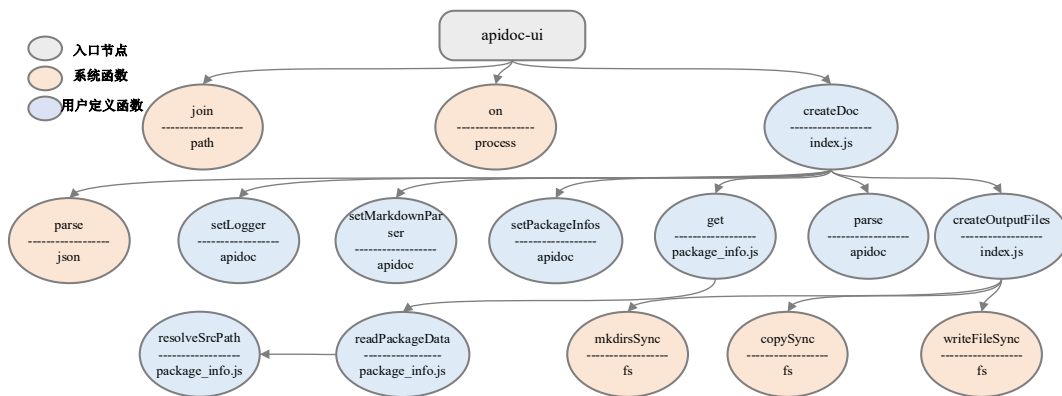 apidoc-ui
入口节点
系统函数
用户定义函数
join
------------------
path
on
------------------
process
createDoc
------------------
index.js
parse
------------------
json
setLogger
------------------
apidoc
setMarkdownPar
ser
------------------
apidoc
setPackageInfos
------------------
apidoc
get
------------------
package_info.js
parse
------------------
apidoc
createOutputFiles
------------------
index.js
resolveSrcPath
------------------
package_info.js
readPackageData
------------------
package_info.js
mkdirsSync
------------------
fs
copySync
------------------
fs
writeFileSync
------------------
fs